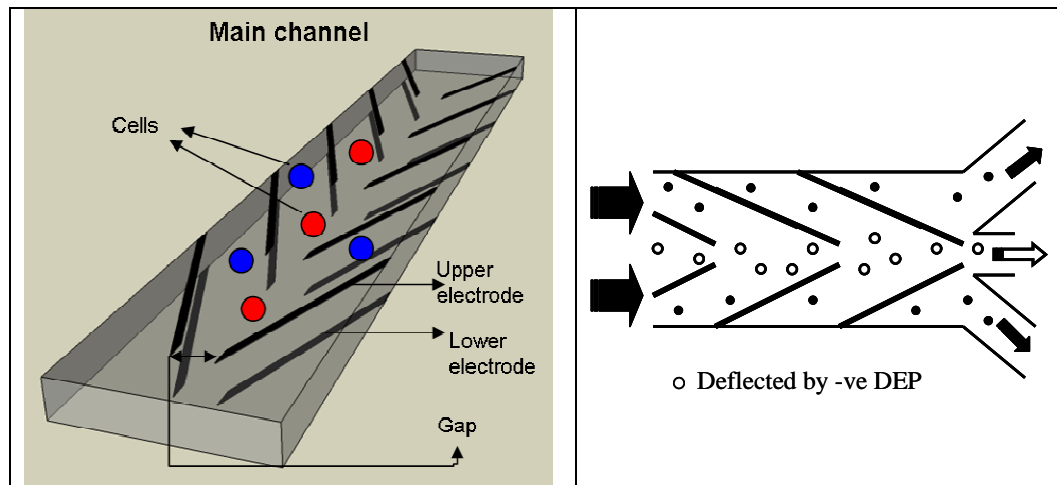 Main channel
Cells
Upper
electrode
Lower
electrode
Gap
Deflected by -ve DEP